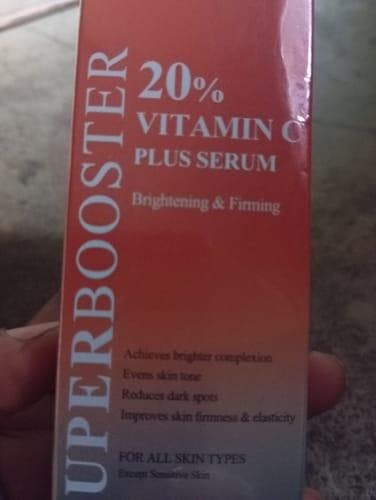 UPERBOOSTER
20%
VITAMIN C
PLUS SERUM
Brightening & Firming
Achieves brighter complexion
Evens skin tone
Reduces dark spots
Improves skin firmness & elasticity
FOR ALL SKIN TYPES
Except Sensitive Skin